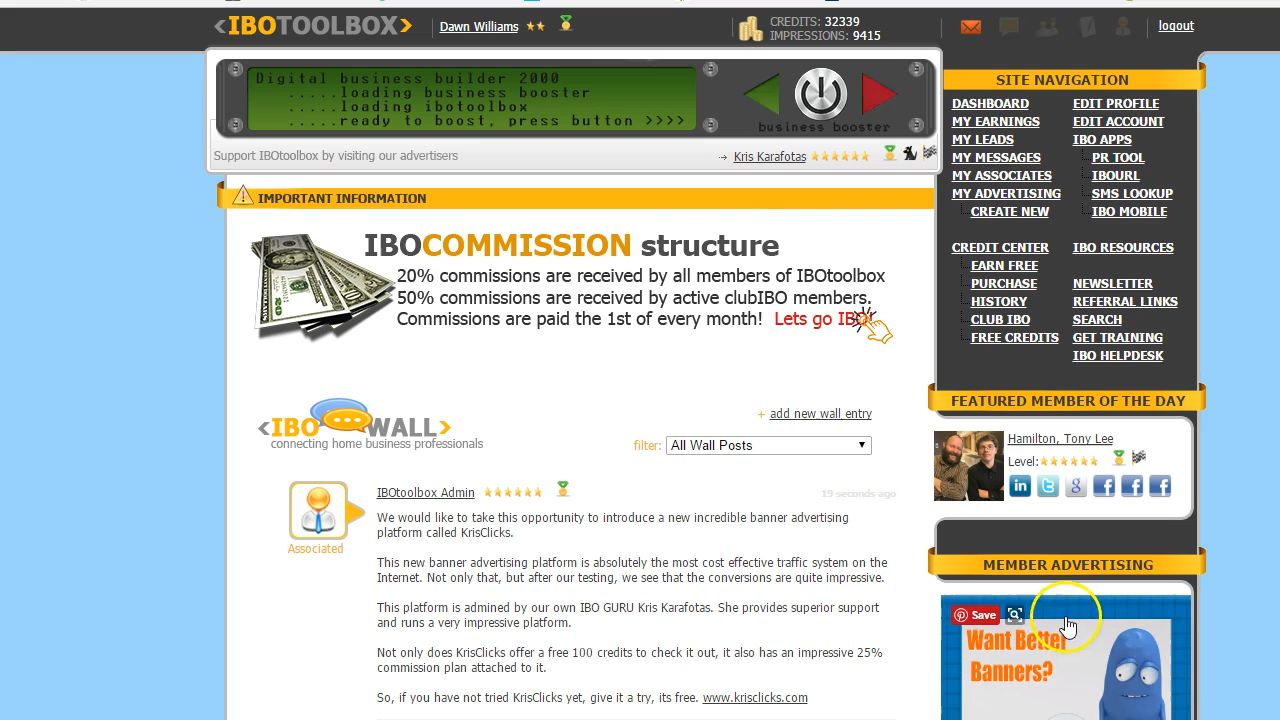 <IBOTOOLBOX>
Dawn Williams
CREDITS: 32339
IMPRESSIONS: 9415
logout
Digital business builder 2000
.....loading business booster
.....loading ibotoolbox
.....ready to boost, press button >>>>
business booster
Support IBOtoolbox by visiting our advertisers
→ Kris Karafotas
IMPORTANT INFORMATION
IBOCOMMISSION structure
20% commissions are received by all members of IBOtoolbox
50% commissions are received by active clubIBO members.
Commissions are paid the 1st of every month! Lets go IBO!
<IBO WALL>
connecting home business professionals
+ add new wall entry
filter: All Wall Posts
IBOtoolbox Admin
19 seconds ago
Associated
We would like to take this opportunity to introduce a new incredible banner advertising
platform called KrisClicks.
This new banner advertising platform is absolutely the most cost effective traffic system on the
Internet. Not only that, but after our testing, we see that the conversions are quite impressive.
This platform is admined by our own IBO GURU Kris Karafotas. She provides superior support
and runs a very impressive platform.
Not only does KrisClicks offer a free 100 credits to check it out, it also has an impressive 25%
commission plan attached to it.
So, if you have not tried KrisClicks yet, give it a try, its free. www.krisclicks.com
SITE NAVIGATION
DASHBOARD
MY EARNINGS
MY LEADS
MY MESSAGES
MY ASSOCIATES
MY ADVERTISING
CREATE NEW
CREDIT CENTER
EARN FREE
PURCHASE
HISTORY
CLUB IBO
FREE CREDITS
EDIT PROFILE
EDIT ACCOUNT
IBO APPS
PR TOOL
IBOURL
SMS LOOKUP
IBO MOBILE
IBO RESOURCES
NEWSLETTER
REFERRAL LINKS
SEARCH
GET TRAINING
IBO HELPDESK
FEATURED MEMBER OF THE DAY
Hamilton, Tony Lee
Level:
MEMBER ADVERTISING
Save
Want Better
Banners?